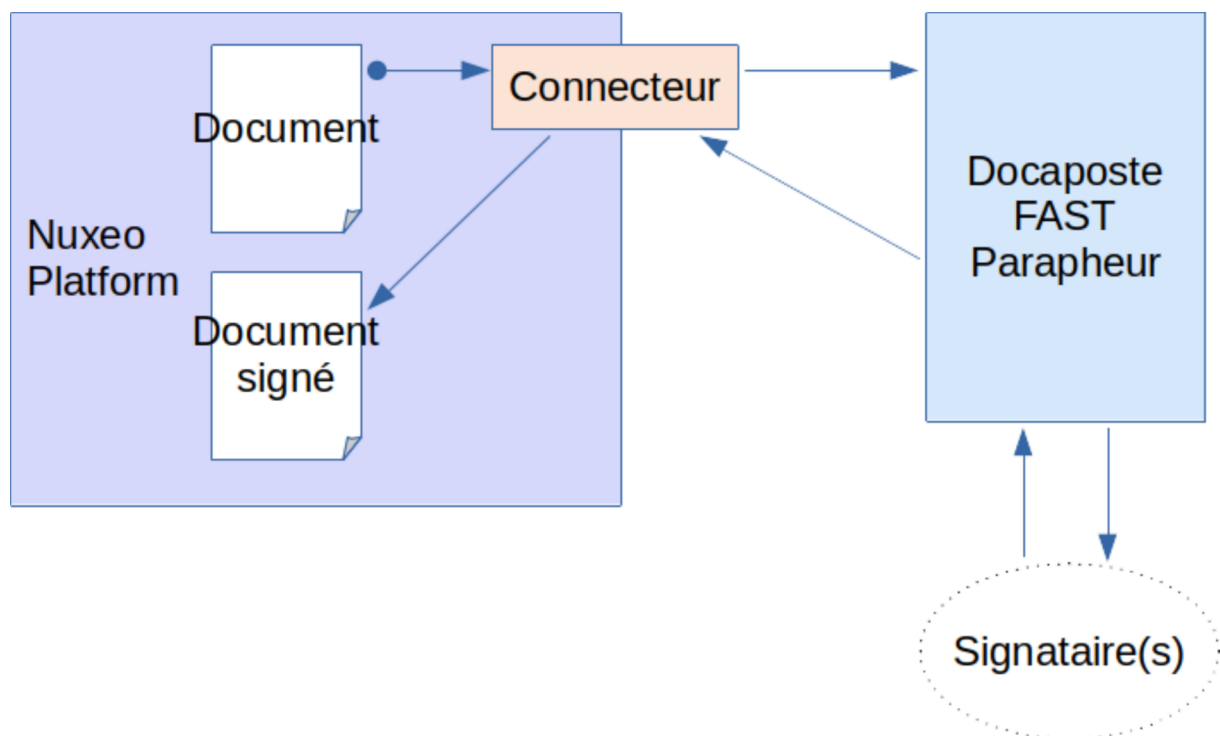 Document
Connecteur
Nuxeo
Platform
Document
signé
Docaposte
FAST
Parapheur
Signataire(s)